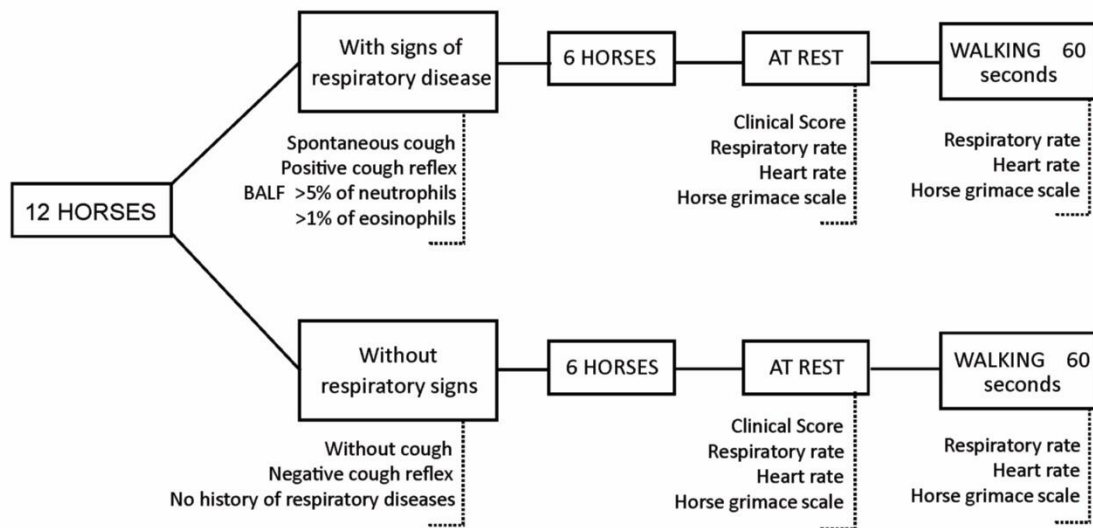 12 HORSES
With signs of
respiratory disease
Spontaneous cough
Positive cough reflex
BALF >5% of neutrophils
>1% of eosinophils
6 HORSES
AT REST
Clinical Score
Respiratory rate
Heart rate
Horse grimace scale
WALKING 60
seconds
Respiratory rate
Heart rate
Horse grimace scale
Without
respiratory signs
Without cough
Negative cough reflex
No history of respiratory diseases
6 HORSES
AT REST
Clinical Score
Respiratory rate
Heart rate
Horse grimace scale
WALKING 60
seconds
Respiratory rate
Heart rate
Horse grimace scale